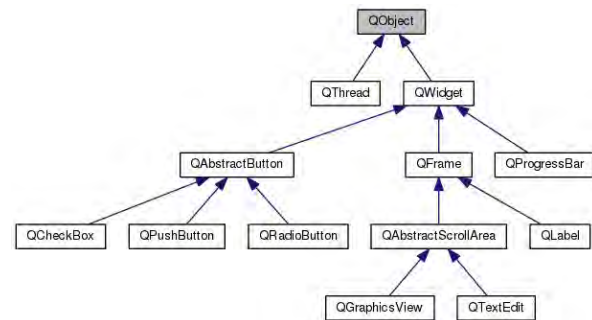 QObject
QThread
QWidget
QAbstractButton
QFrame
QProgressBar
QCheckBox
QPushButton
QRadioButton
QAbstractScrollArea
QLabel
QGraphicsView
QTextEdit